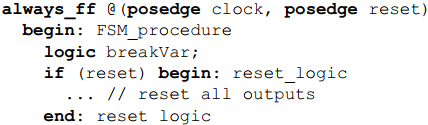 always_ff @(posedge clock, posedge reset)
begin: FSM_procedure
logic breakVar;
if (reset) begin: reset_logic
... // reset all outputs
end: reset logic